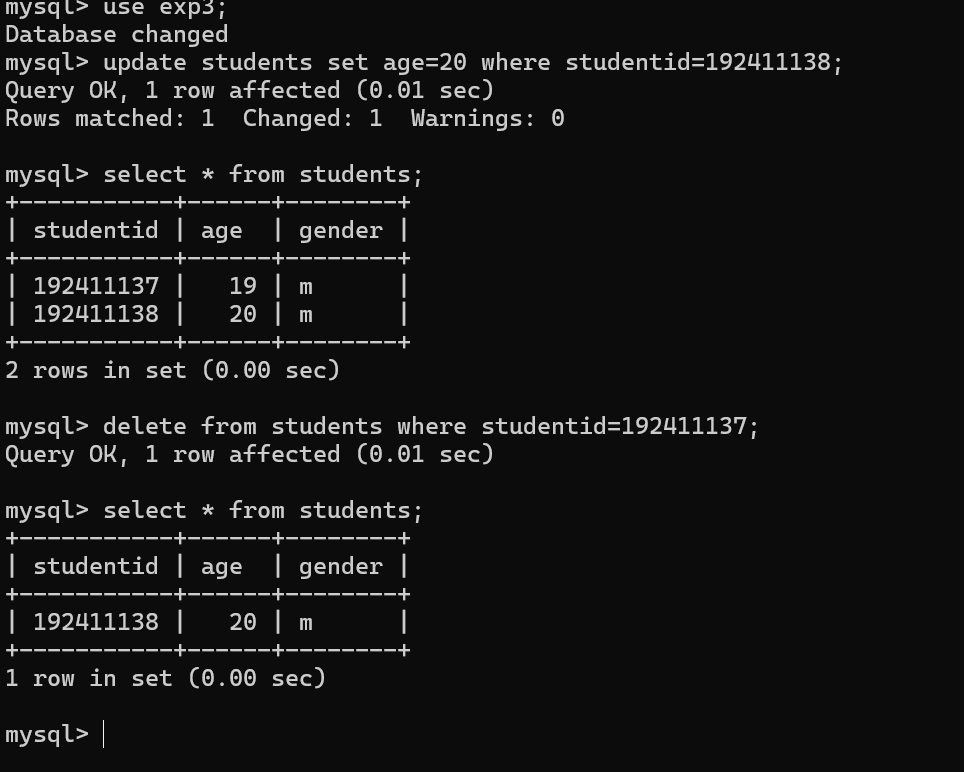 mysql> use exp3;
Database changed
mysql> update students set age=20 where studentid=192411138;
Query OK, 1 row affected (0.01 sec)
Rows matched: 1  Changed: 1  Warnings: 0

mysql> select * from students;
+-----------+------+--------+
| studentid | age  | gender |
+-----------+------+--------+
| 192411137 |   19 | m      |
| 192411138 |   20 | m      |
+-----------+------+--------+
2 rows in set (0.00 sec)

mysql> delete from students where studentid=192411137;
Query OK, 1 row affected (0.01 sec)

mysql> select * from students;
+-----------+------+--------+
| studentid | age  | gender |
+-----------+------+--------+
| 192411138 |   20 | m      |
+-----------+------+--------+
1 row in set (0.00 sec)

mysql>